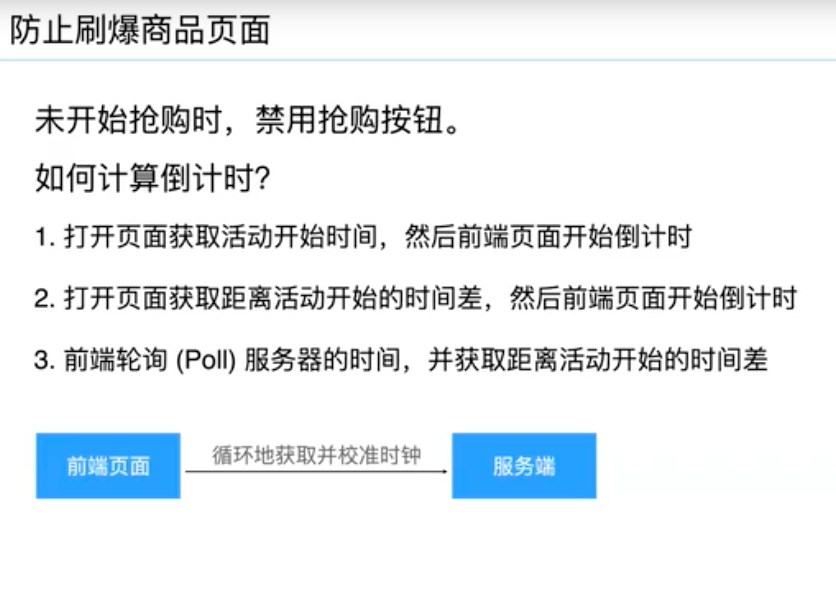 防止刷爆商品页面
未开始抢购时，禁用抢购按钮。
如何计算倒计时?
1. 打开页面获取活动开始时间，然后前端页面开始倒计时
2. 打开页面获取距离活动开始的时间差，然后前端页面开始倒计时
3. 前端轮询 (Poll) 服务器的时间，并获取距离活动开始的时间差
前端页面
循环地获取并校准时钟
服务端